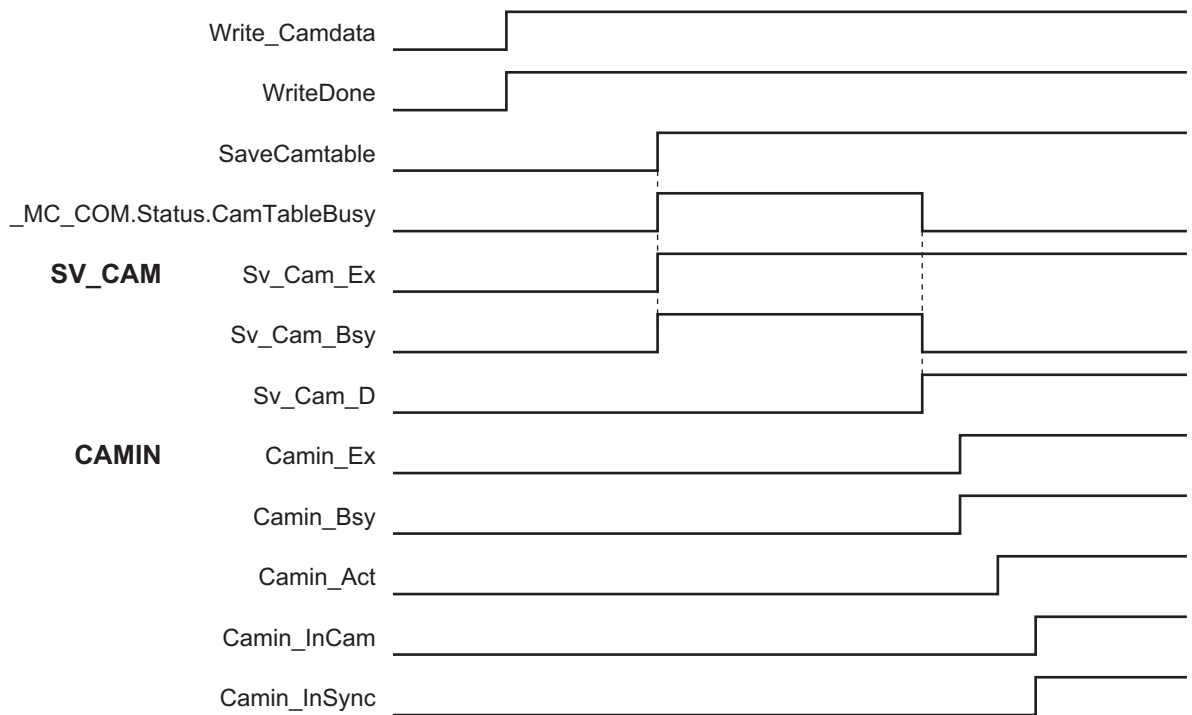 Write_Camdata
WriteDone
SaveCamtable
_MC_COM.Status.CamTableBusy
SV_CAM Sv_Cam_Ex
Sv_Cam_Bsy
Sv_Cam_D
CAMIN Camin_Ex
Camin_Bsy
Camin_Act
Camin_InCam
Camin_InSync